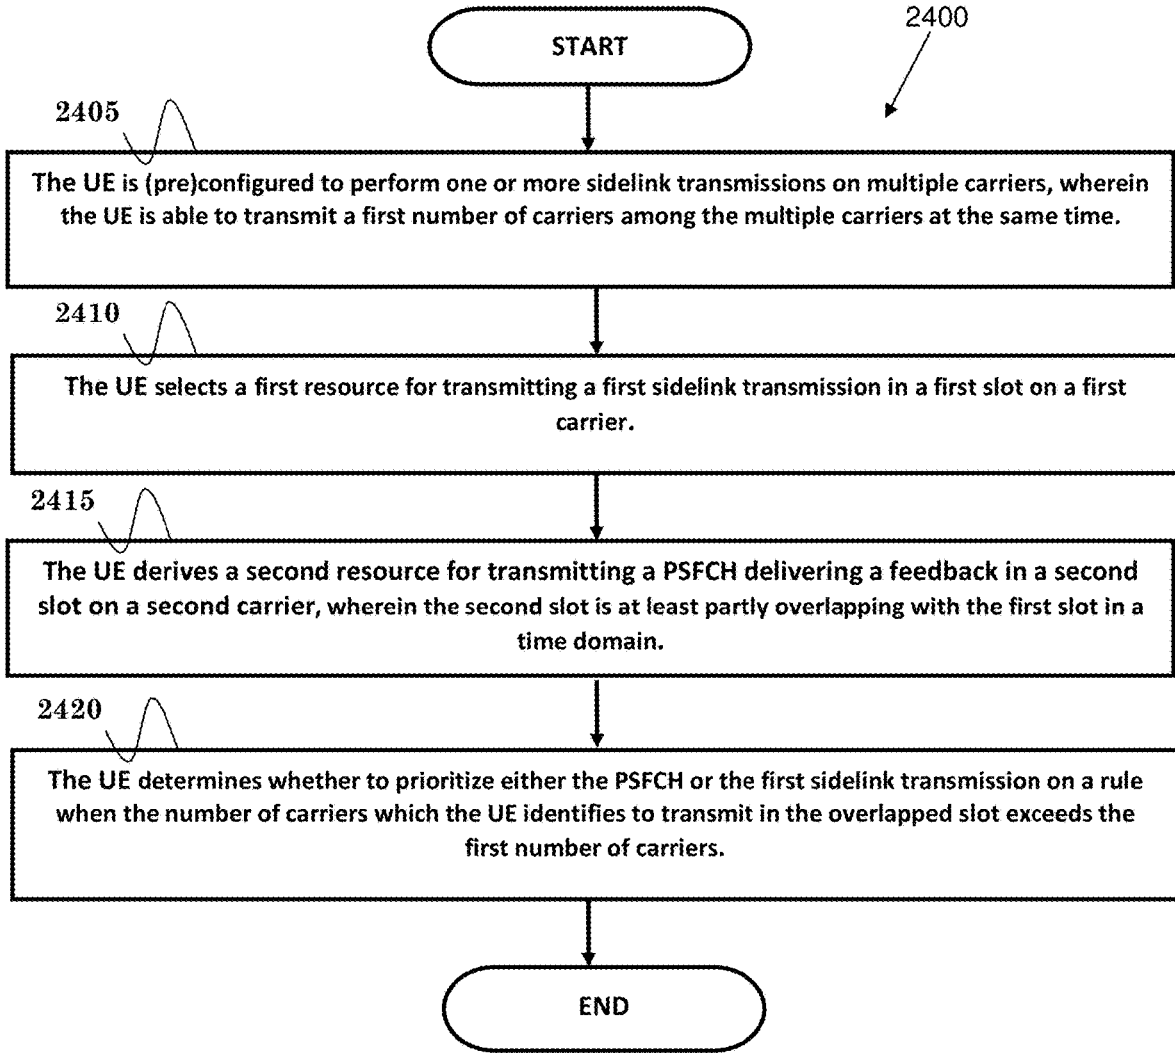 START
2400
2405
The UE is (pre)configured to perform one or more sidelink transmissions on multiple carriers, wherein
the UE is able to transmit a first number of carriers among the multiple carriers at the same time.
2410
The UE selects a first resource for transmitting a first sidelink transmission in a first slot on a first
carrier.
2415
The UE derives a second resource for transmitting a PSFCH delivering a feedback in a second
slot on a second carrier, wherein the second slot is at least partly overlapping with the first slot in a
time domain.
2420
The UE determines whether to prioritize either the PSFCH or the first sidelink transmission on a rule
when the number of carriers which the UE identifies to transmit in the overlapped slot exceeds the
first number of carriers.
END